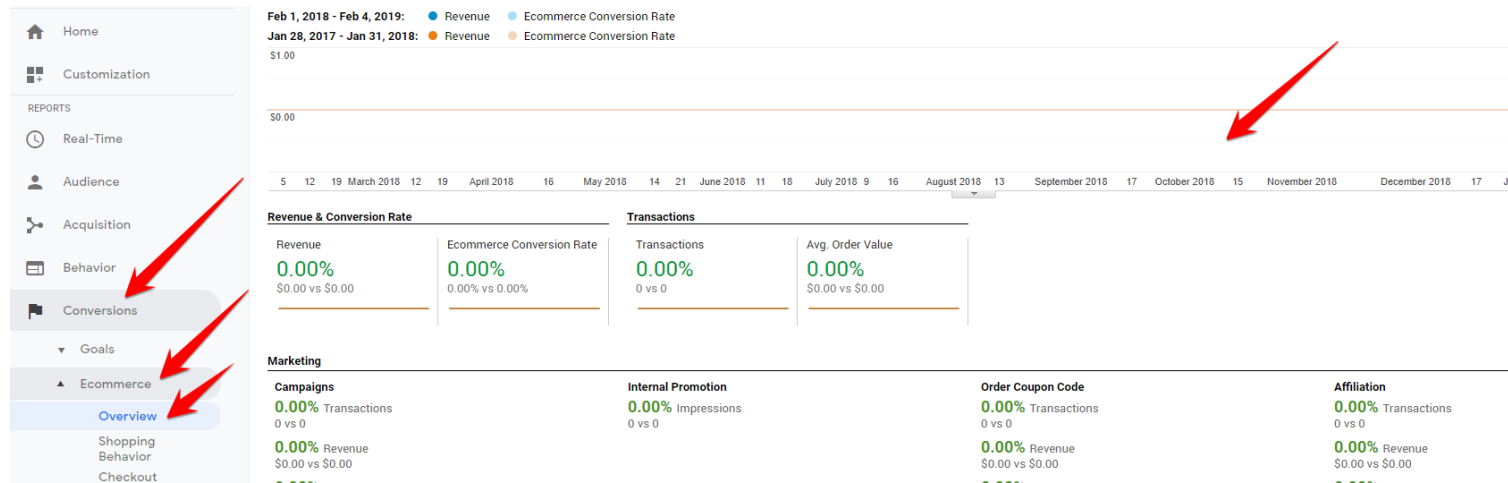 Home
Customization
REPORTS
Real-Time
Audience
Acquisition
Behavior
Conversions
Goals
Ecommerce
Overview
Shopping
Behavior
Checkout
Feb 1, 2018 - Feb 4, 2019: Revenue Ecommerce Conversion Rate
Jan 28, 2017 - Jan 31, 2018: Revenue Ecommerce Conversion Rate
$1.00
$0.00
5 12 19 March 2018 12 19 April 2018 16 May 2018 14 21 June 2018 11 18 July 2018 9 16 August 2018 13 September 2018 17 October 2018 15 November 2018 December 2018 17
Revenue & Conversion Rate Transactions
Revenue Ecommerce Conversion Rate Transactions Avg. Order Value
0.00% 0.00% 0.00% 0.00%
$0.00 vs $0.00 0.00% vs 0.00% 0 vs 0 $0.00 vs $0.00
Marketing
Campaigns Internal Promotion Order Coupon Code Affiliation
0.00% Transactions 0.00% Impressions 0.00% Transactions 0.00% Transactions
0 vs 0 0 vs 0 0 vs 0 0 vs 0
0.00% Revenue 0.00% Revenue 0.00% Revenue
$0.00 vs $0.00 $0.00 vs $0.00 $0.00 vs $0.00